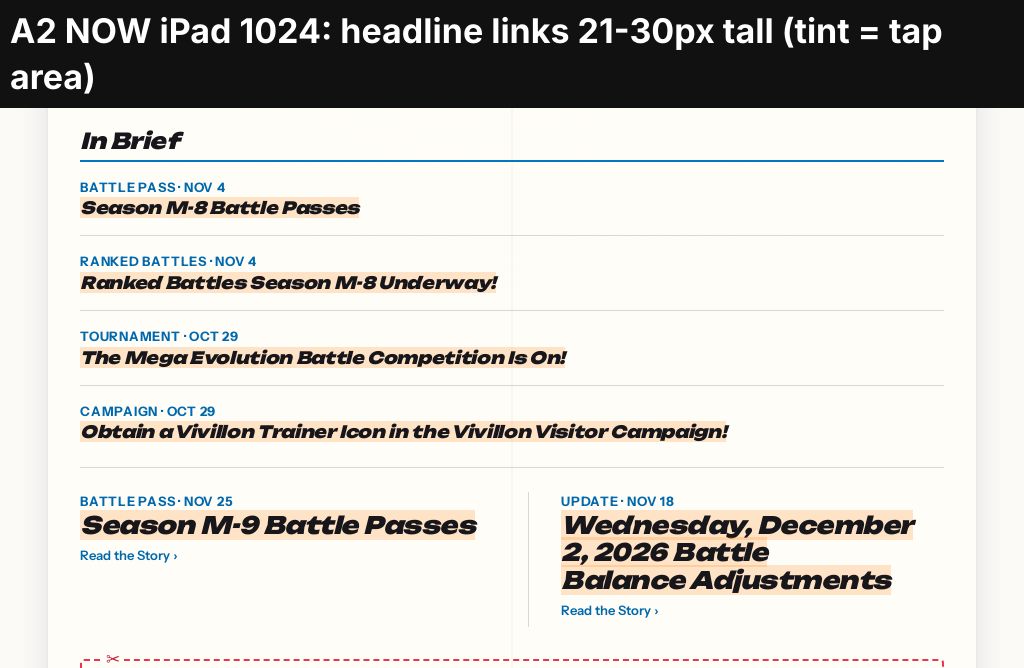 A2 NOW iPad 1024: headline links 21-30px tall (tint = tap
area)
In Brief
BATTLE PASS · NOV 4
Season M-8 Battle Passes
RANKED BATTLES · NOV 4
Ranked Battles Season M-8 Underway!
TOURNAMENT · OCT 29
The Mega Evolution Battle Competition Is On!
CAMPAIGN · OCT 29
Obtain a Vivillon Trainer Icon in the Vivillon Visitor Campaign!
BATTLE PASS · NOV 25
Season M-9 Battle Passes
Read the Story ›
UPDATE · NOV 18
Wednesday, December
2, 2026 Battle
Balance Adjustments
Read the Story ›